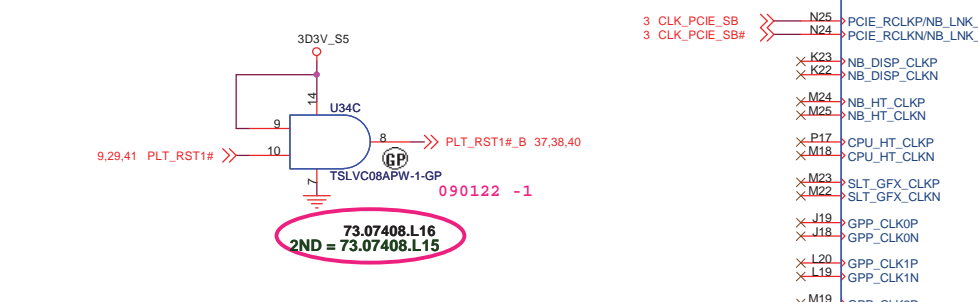 3D3V_S5
14
U34C
9
10
8
9,29,41 PLT_RST1#
PLT_RST1#_B 37,38,40
GP
7
TSLVC08APW-1-GP
090122 -1
73.07408.L16
2ND = 73.07408.L15
3 CLK_PCIE_SB
3 CLK_PCIE_SB#
N25 PCIE_RCLKP/NB_LNK_
N24 PCIE_RCLKN/NB_LNK_
K23 NB_DISP_CLKP
K22 NB_DISP_CLKN
M24 NB_HT_CLKP
M25 NB_HT_CLKN
P17 CPU_HT_CLKP
M18 CPU_HT_CLKN
M23 SLT_GFX_CLKP
M22 SLT_GFX_CLKN
J19 GPP_CLK0P
J18 GPP_CLK0N
L20 GPP_CLK1P
L19 GPP_CLK1N
M19